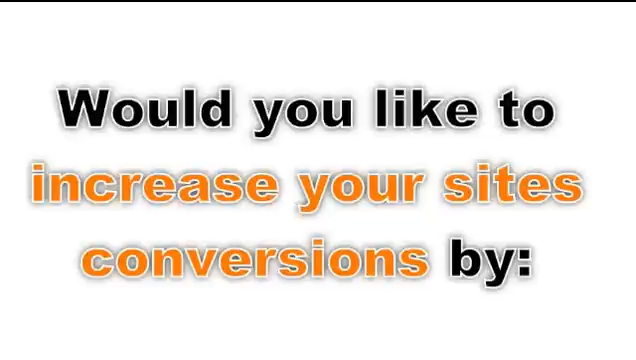 Would you like to
increase your sites
conversions by: